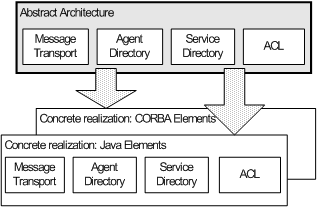 Abstract Architecture
Message
Transport
Agent
Directory
Service
Directory
ACL
Concrete realization: CORBA Elements
Concrete realization: Java Elements
Message
Transport
Agent
Directory
Service
Directory
ACL